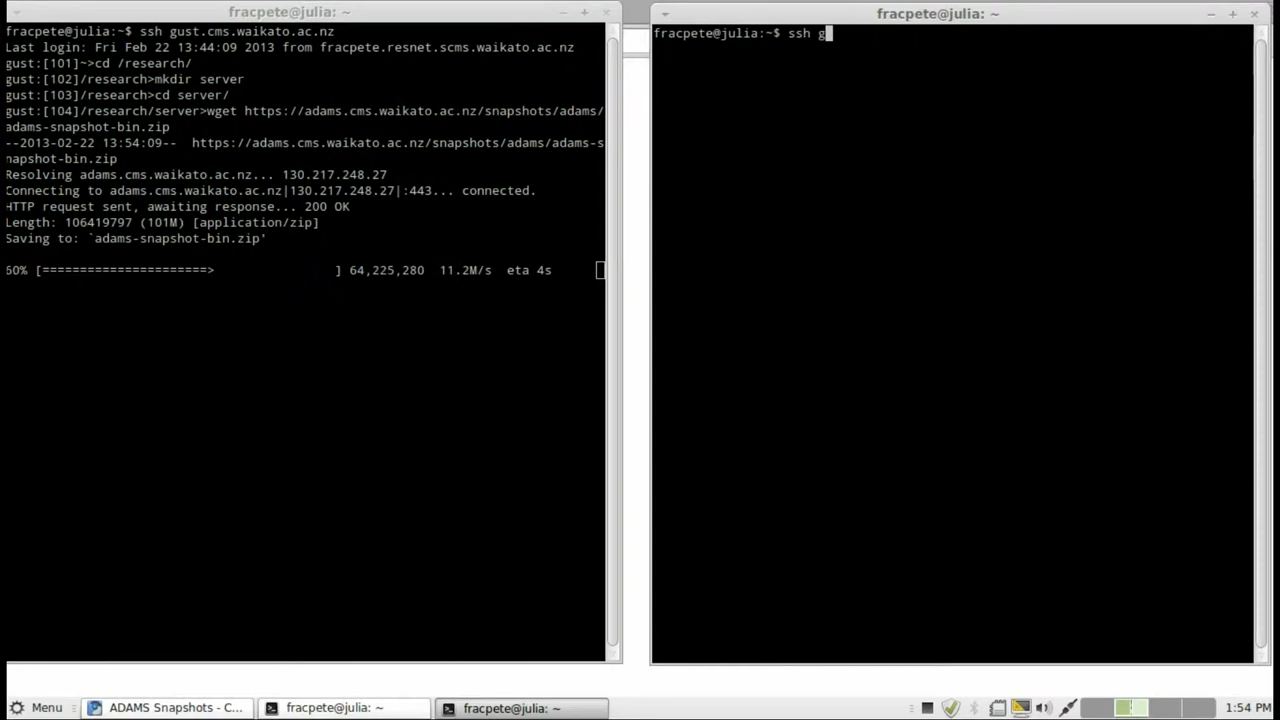 fracpete@julia: ~
fracpete@julia:~$ ssh gust.cms.waikato.ac.nz
Last login: Fri Feb 22 13:44:09 2013 from fracpete.resnet.scms.waikato.ac.nz
gust:[101]~>cd /research/
gust:[102]/research>mkdir server
gust:[103]/research>cd server/
gust:[104]/research/server>wget https://adams.cms.waikato.ac.nz/snapshots/adams/
adams-snapshot-bin.zip
--2013-02-22 13:54:09-- https://adams.cms.waikato.ac.nz/snapshots/adams/adams-s
napshot-bin.zip
Resolving adams.cms.waikato.ac.nz... 130.217.248.27
Connecting to adams.cms.waikato.ac.nz|130.217.248.27|:443... connected.
HTTP request sent, awaiting response... 200 OK
Length: 106419797 (101M) [application/zip]
Saving to: `adams-snapshot-bin.zip'
60% [======================> ] 64,225,280 11.2M/s eta 4s
fracpete@julia: ~
fracpete@julia:~$ ssh g
Menu
ADAMS Snapshots - C...
fracpete@julia: ~
fracpete@julia: ~
1:54 PM